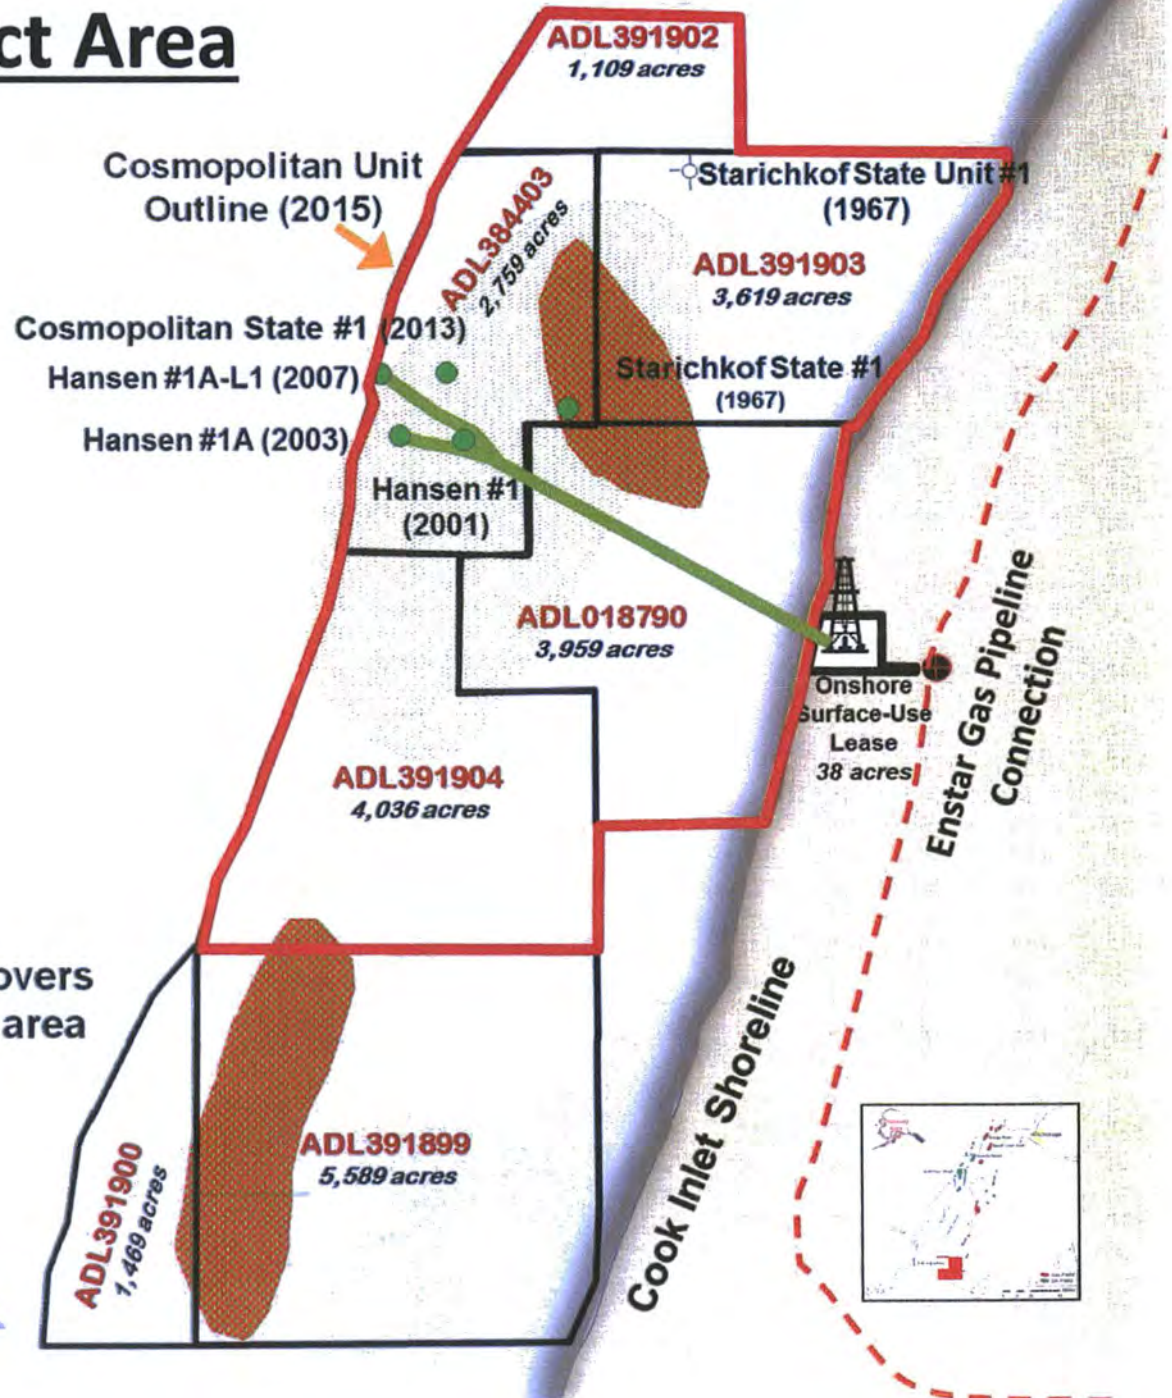 ct Area
ADL391902
1,109 acres
Cosmopolitan Unit
Outline (2015)
ADL384403
2,759 acres
Starichkof State Unit #1
(1967)
ADL391903
3,619 acres
Cosmopolitan State #1 (2013)
Hansen #1A-L1 (2007)
Starichkof State #1
(1967)
Hansen #1A (2003)
Hansen #1
(2001)
ADL018790
3,959 acres
Onshore
Surface-Use
Lease
38 acres
Enstar Gas Pipeline
Connection
ADL391904
4,036 acres
overs
area
ADL391900
1,469 acres
ADL391899
5,589 acres
Cook Inlet Shoreline